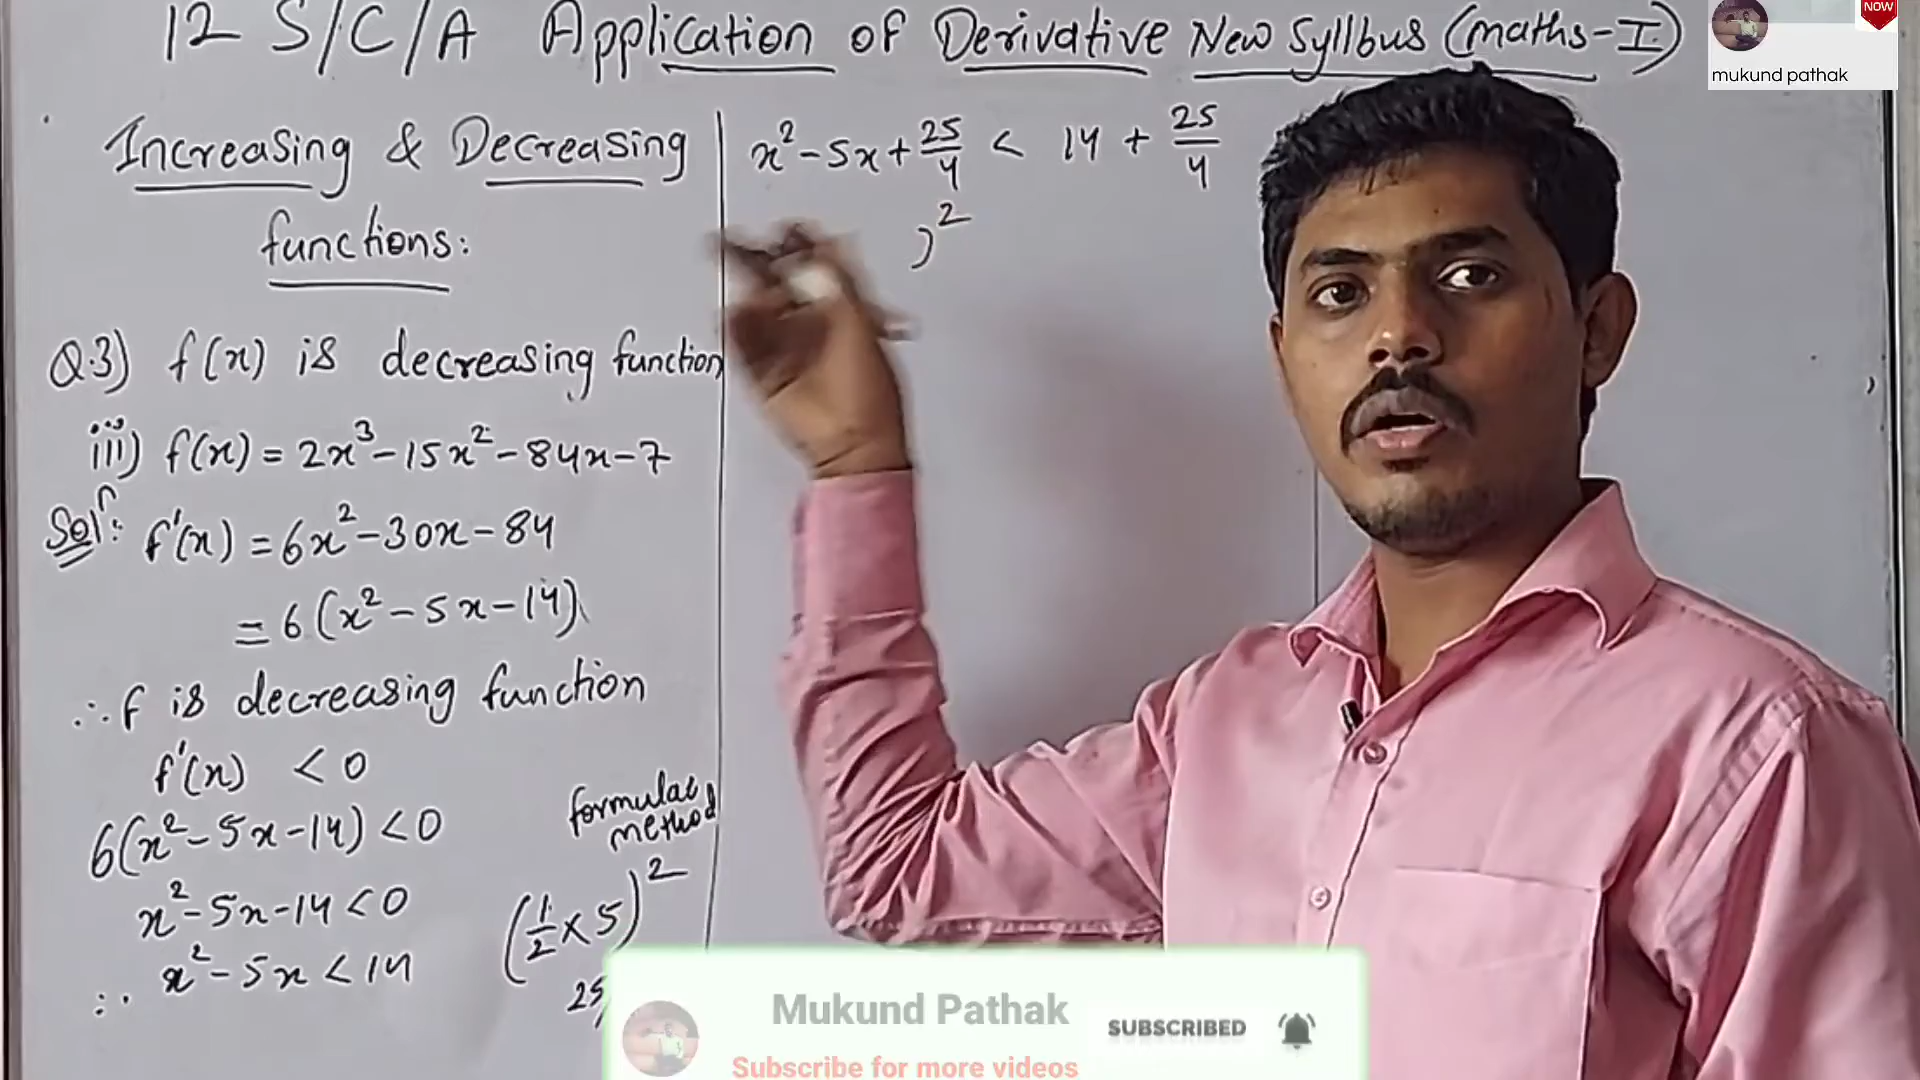 12 S/C/A Application of Derivative New Syllbus (maths-I)
NOW
mukund pathak
Increasing & Decreasing
functions:
Q.3) f(x) is decreasing function
iii) f(x) = 2x³-15x²-84x-7
Solⁿ: f'(x) = 6x²-30x-84
= 6(x²-5x-14)
∴ f is decreasing function
f'(x) < 0
6(x²-5x-14) < 0
x²-5x-14 < 0
∴ x²-5x < 14
formulae
method
(1/2 × 5)²
25
x²-5x+25/4 < 14 + 25/4
)²
Mukund Pathak
Subscribe for more videos
SUBSCRIBED